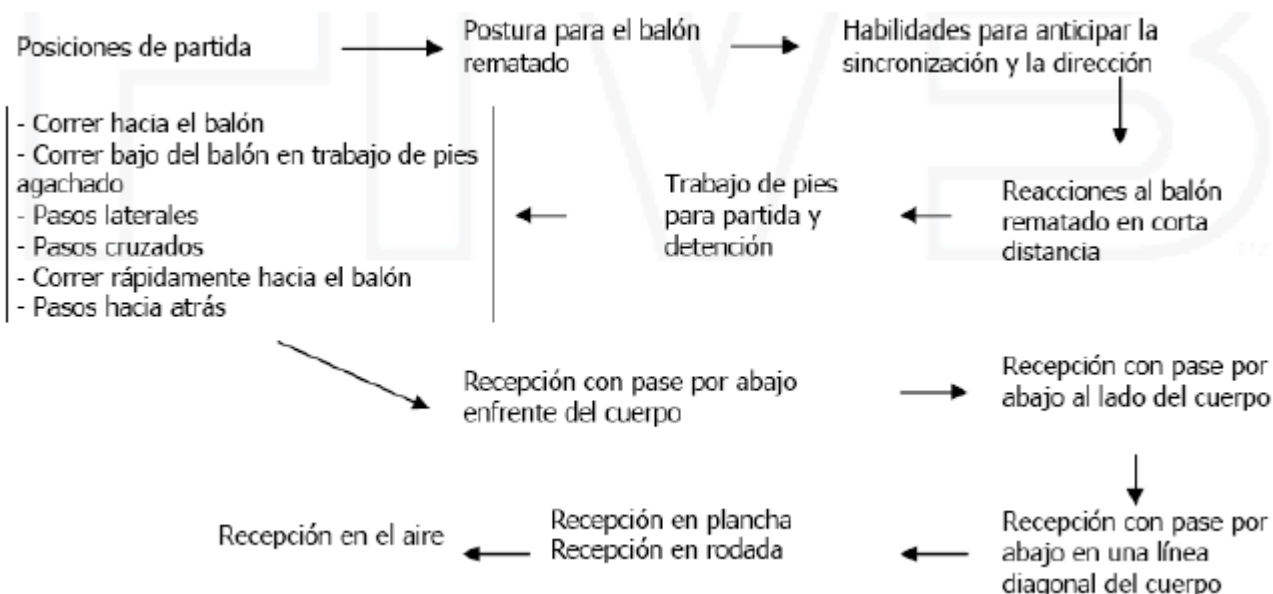 Posiciones de partida
Postura para el balón
rematado
Habilidades para anticipar la
sincronización y la dirección
- Correr hacia el balón
- Correr bajo del balón en trabajo de pies
agachado
- Pasos laterales
- Pasos cruzados
- Correr rápidamente hacia el balón
- Pasos hacia atrás
Trabajo de pies
para partida y
detención
Reacciones al balón
rematado en corta
distancia
Recepción con pase por abajo
enfrente del cuerpo
Recepción con pase por
abajo al lado del cuerpo
Recepción en el aire
Recepción en plancha
Recepción en rodada
Recepción con pase por
abajo en una línea
diagonal del cuerpo